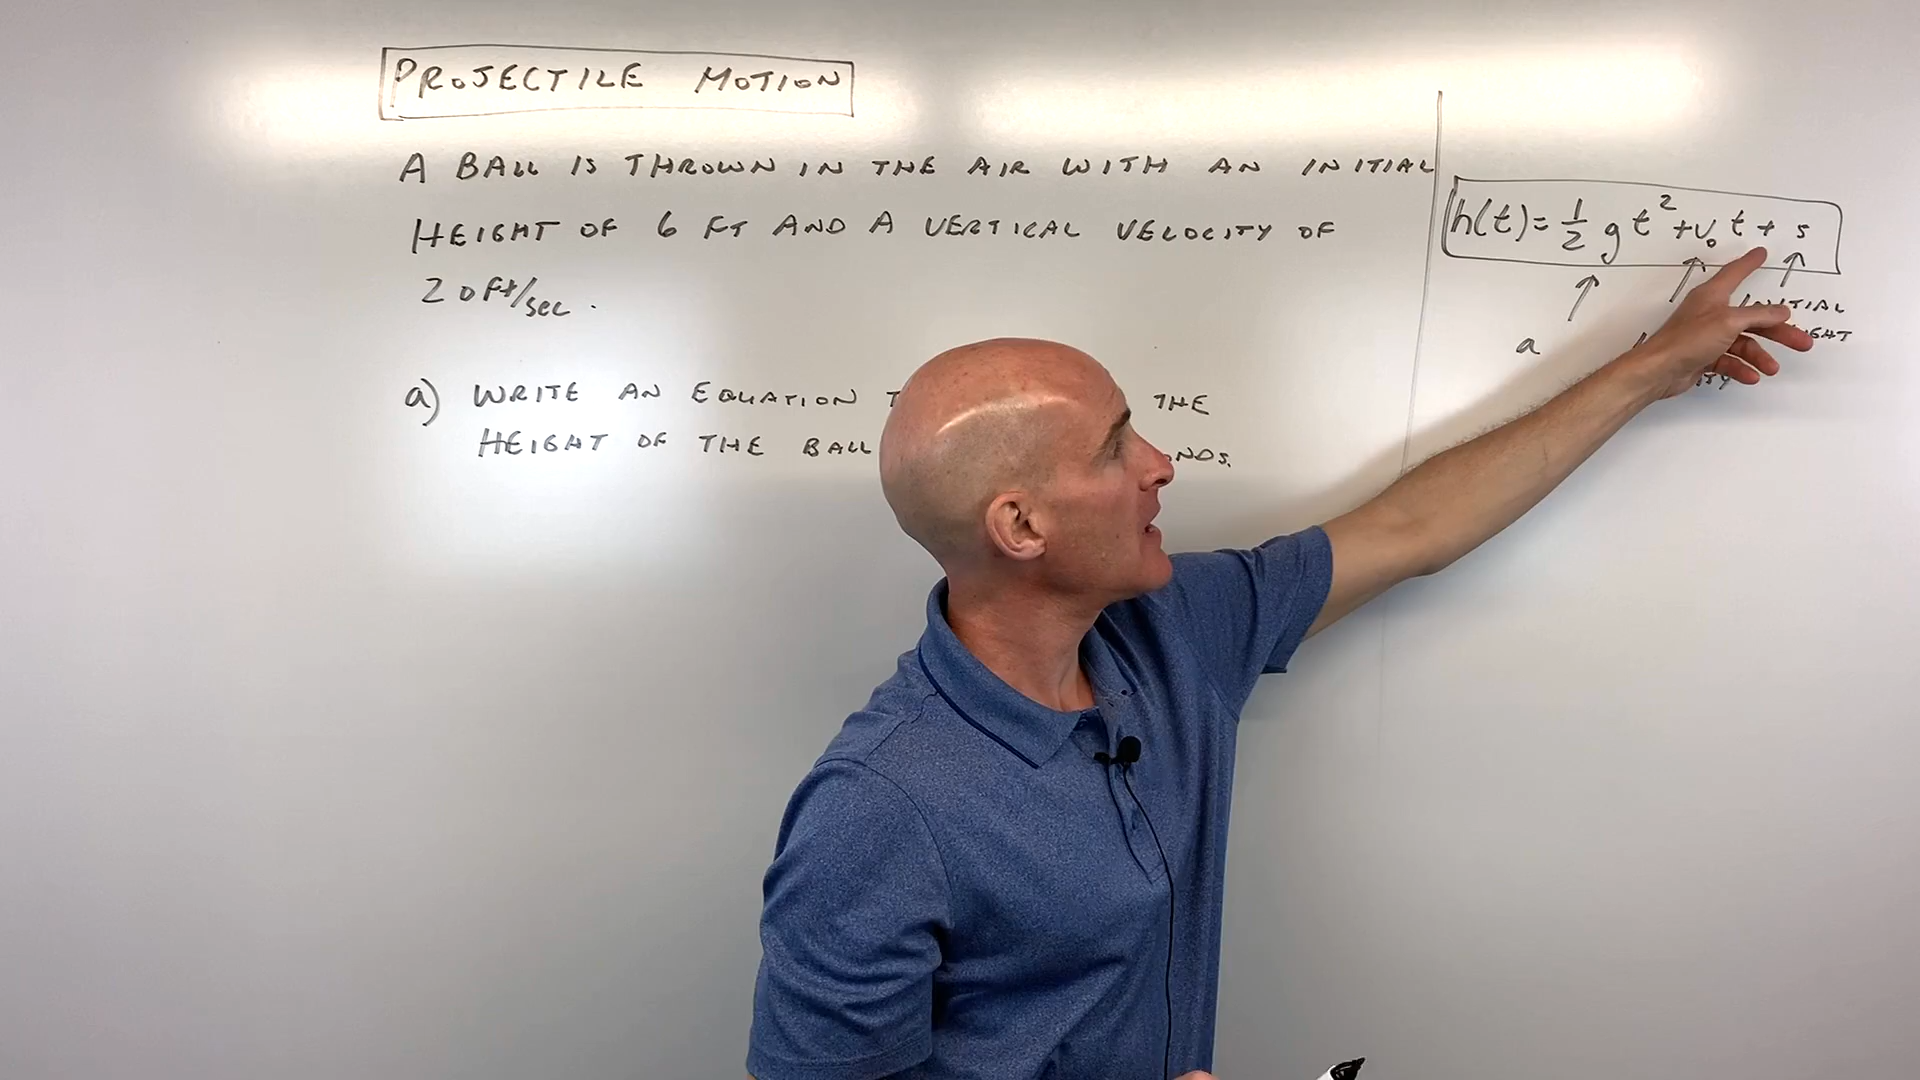 PROJECTILE MOTION
A BALL IS THROWN IN THE AIR WITH AN INITIAL
HEIGHT OF 6 FT AND A VERTICAL VELOCITY OF
20 ft/sec.
a) WRITE AN EQUATION THE
HEIGHT OF THE BALL
h(t) = 1/2 g t² + v₀ t + s
INITIAL
a